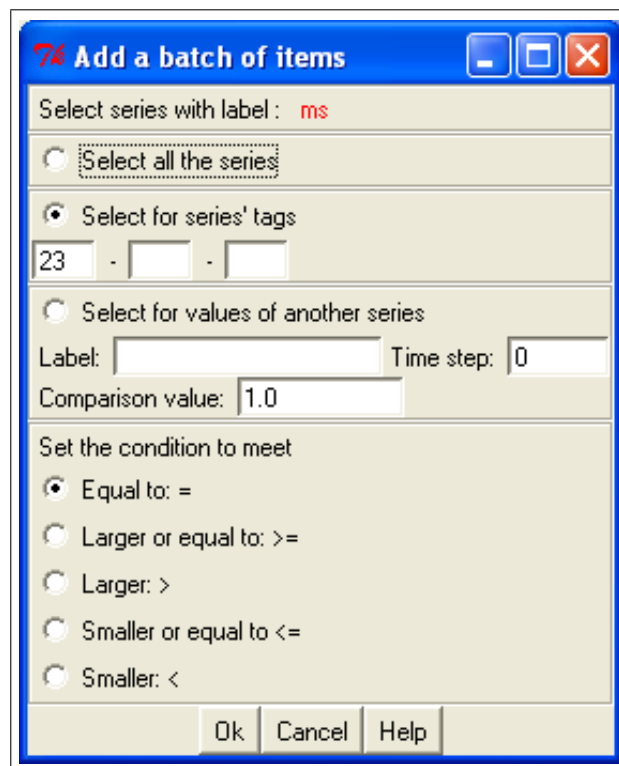 Add a batch of items
Select series with label : ms
Select all the series
Select for series' tags
23 - -
Select for values of another series
Label: Time step: 0
Comparison value: 1.0
Set the condition to meet
Equal to: =
Larger or equal to: >=
Larger: >
Smaller or equal to <=
Smaller: <
Ok Cancel Help